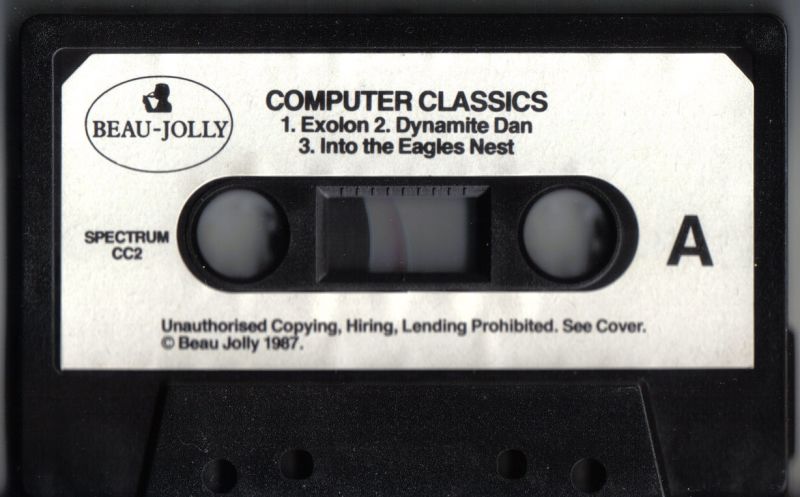 BEAU-JOLLY
COMPUTER CLASSICS
1. Exolon 2. Dynamite Dan
3. Into the Eagles Nest
SPECTRUM
CC2
A
Unauthorised Copying, Hiring, Lending Prohibited. See Cover.
© Beau Jolly 1987.